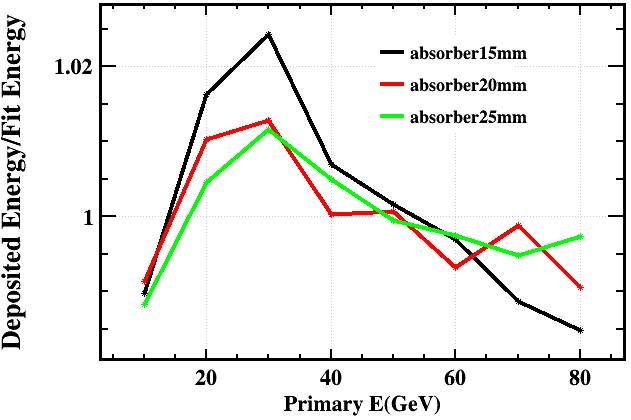 Deposited Energy/Fit Energy
1.02
1
absorber15mm
absorber20mm
absorber25mm
20 40 60 80
Primary E(GeV)